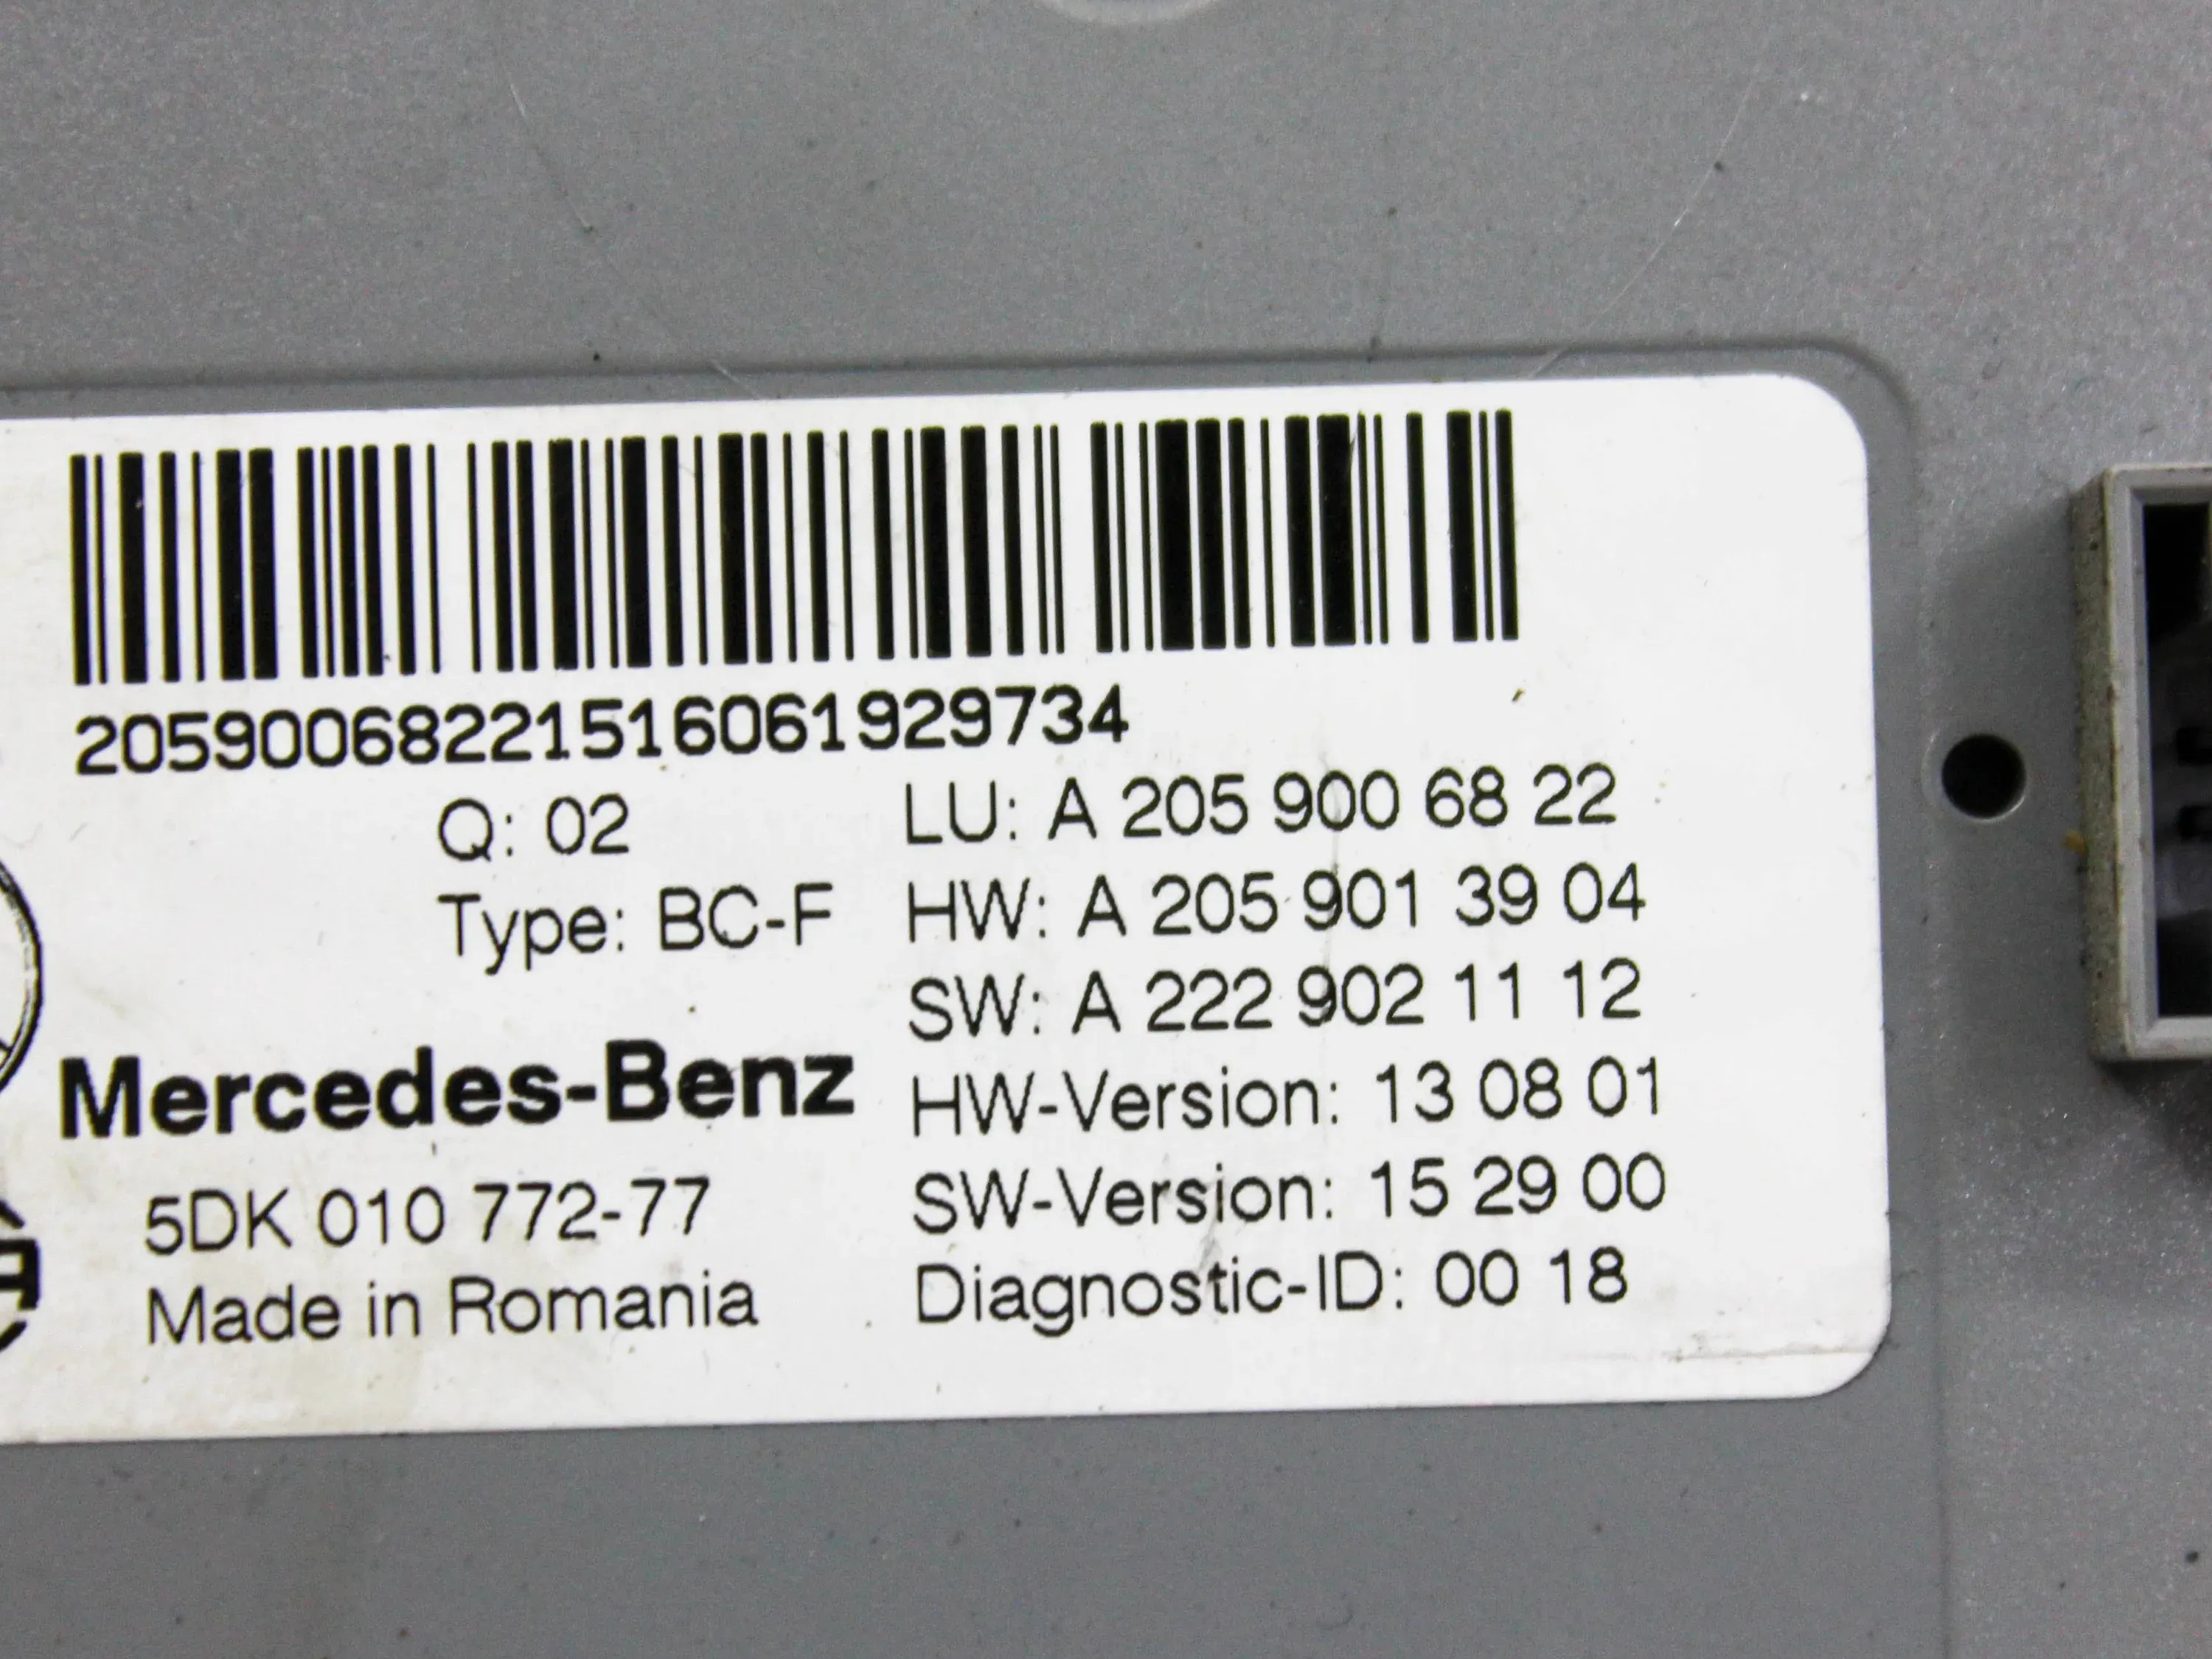 20590068221516061929734
Q: 02
Type: BC-F
LU: A 205 900 68 22
HW: A 205 901 39 04
SW: A 222 902 11 12
HW-Version: 13 08 01
SW-Version: 15 29 00
Diagnostic-ID: 00 18
Mercedes-Benz
5DK 010 772-77
Made in Romania